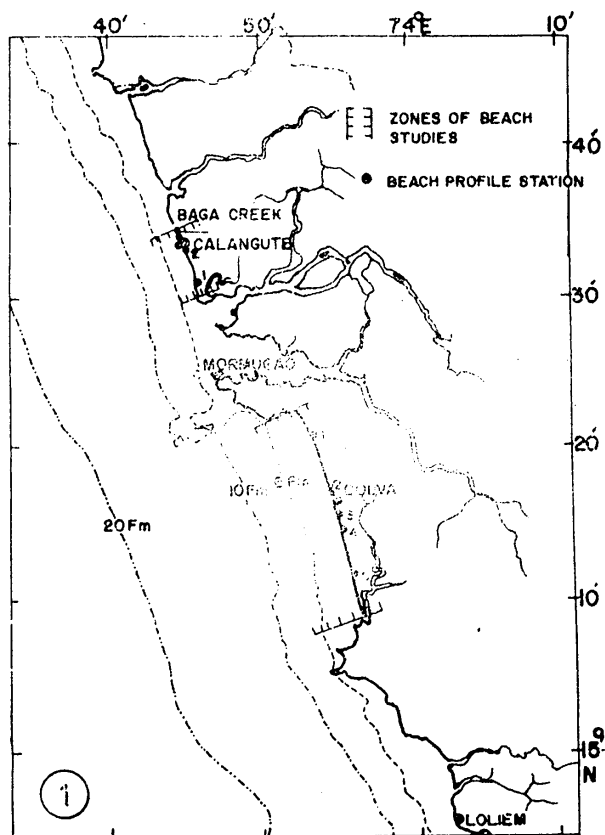 40'
50'
74°E
10'
ZONES OF BEACH
STUDIES
40'
BEACH PROFILE STATION
BAGA CREEK
CALANGUTE
30'
MORMUGAO
20'
10Fm
COLVA
20Fm
10'
15°
N
1
LOLIEM